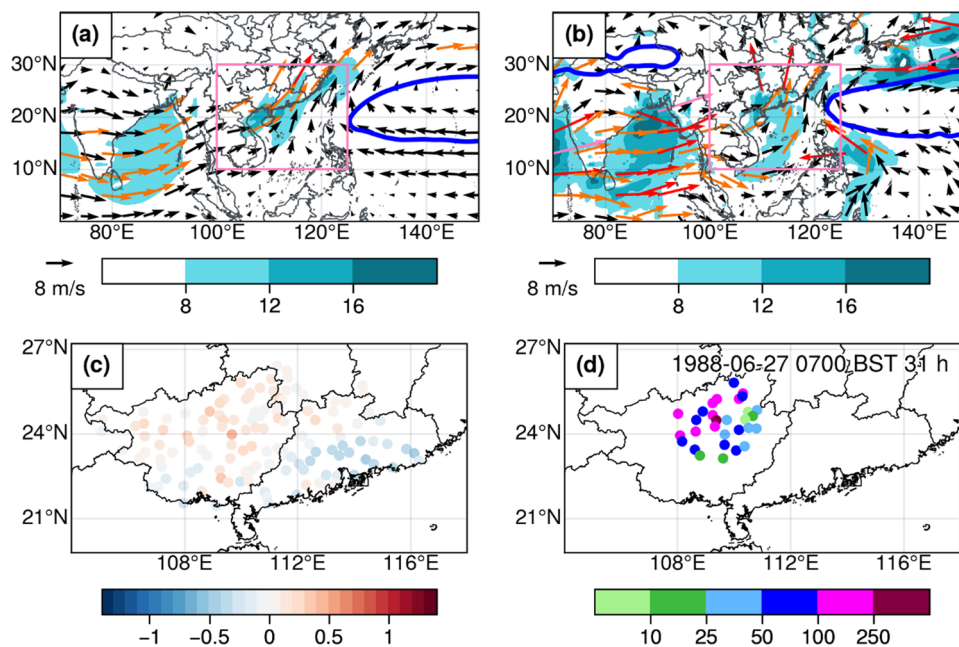 (a)
(b)
30°N
20°N
10°N
80°E 100°E 120°E 140°E
30°N
20°N
10°N
80°E 100°E 120°E 140°E
8 m/s
8 12 16
8 m/s
8 12 16
(c)
(d) 1988-06-27 0700 BST 31 h
27°N
24°N
21°N
108°E 112°E 116°E
27°N
24°N
21°N
108°E 112°E 116°E
−1 −0.5 0 0.5 1
10 25 50 100 250